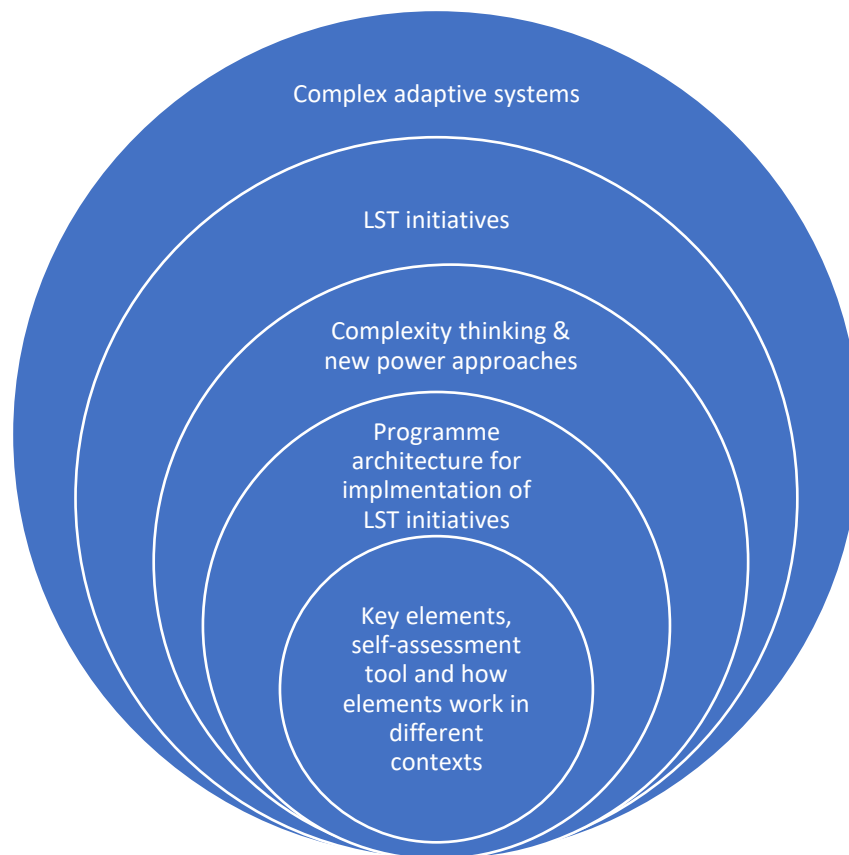 Complex adaptive systems
LST initiatives
Complexity thinking &
new power approaches
Programme
architecture for
implmentation of
LST initiatives
Key elements,
self-assessment
tool and how
elements work in
different
contexts